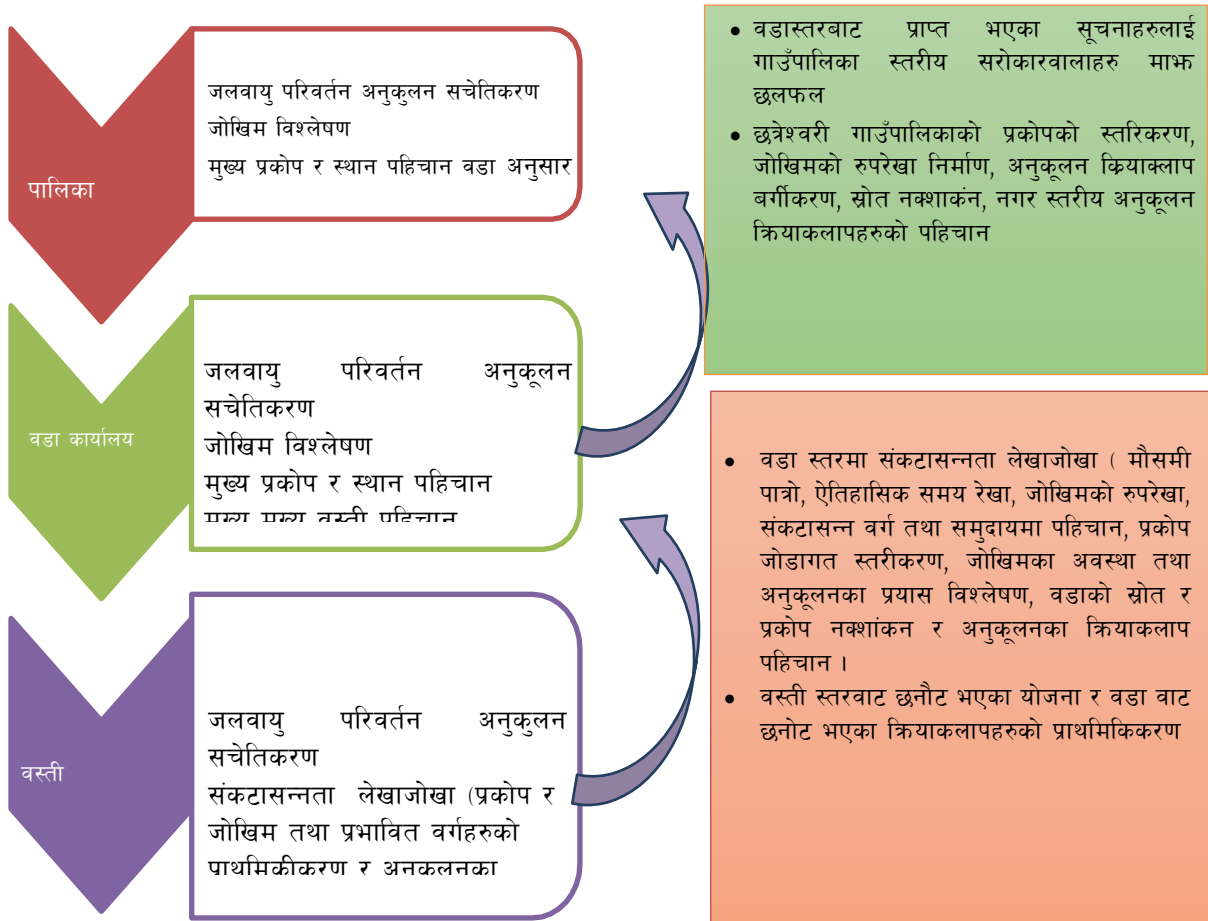 पालिका
जलवायु परिवर्तन अनुकुलन सचेतिकरण
जोखिम विश्लेषण
मुख्य प्रकोप र स्थान पहिचान वडा अनुसार
• वडास्तरबाट प्राप्त भएका सूचनाहरुलाई
गाउँपालिका स्तरीय सरोकारवालाहरु माझ
छलफल
• छत्रेश्वरी गाउँपालिकाको प्रकोपको स्तरिकरण,
जोखिमको रुपरेखा निर्माण, अनुकूलन क्रियाक्लाप
बर्गीकरण, स्रोत नक्शाकंन, नगर स्तरीय अनुकूलन
क्रियाकलापहरुको पहिचान
वडा कार्यालय
जलवायु परिवर्तन अनुकूलन
सचेतिकरण
जोखिम विश्लेषण
मुख्य प्रकोप र स्थान पहिचान
मुख्य मुख्य वस्ती पहिचान
• वडा स्तरमा संकटासन्नता लेखाजोखा ( मौसमी
पात्रो, ऐतिहासिक समय रेखा, जोखिमको रुपरेखा,
संकटासन्न वर्ग तथा समुदायमा पहिचान, प्रकोप
जोडागत स्तरीकरण, जोखिमका अवस्था तथा
अनुकूलनका प्रयास विश्लेषण, वडाको स्रोत र
प्रकोप नक्शांकन र अनुकूलनका क्रियाकलाप
पहिचान ।
• वस्ती स्तरवाट छनौट भएका योजना र वडा वाट
छनोट भएका क्रियाकलापहरुको प्राथमिकिकरण
वस्ती
जलवायु परिवर्तन अनुकुलन
सचेतिकरण
संकटासन्नता लेखाजोखा (प्रकोप र
जोखिम तथा प्रभावित वर्गहरुको
प्राथमिकीकरण र अनुकूलनका